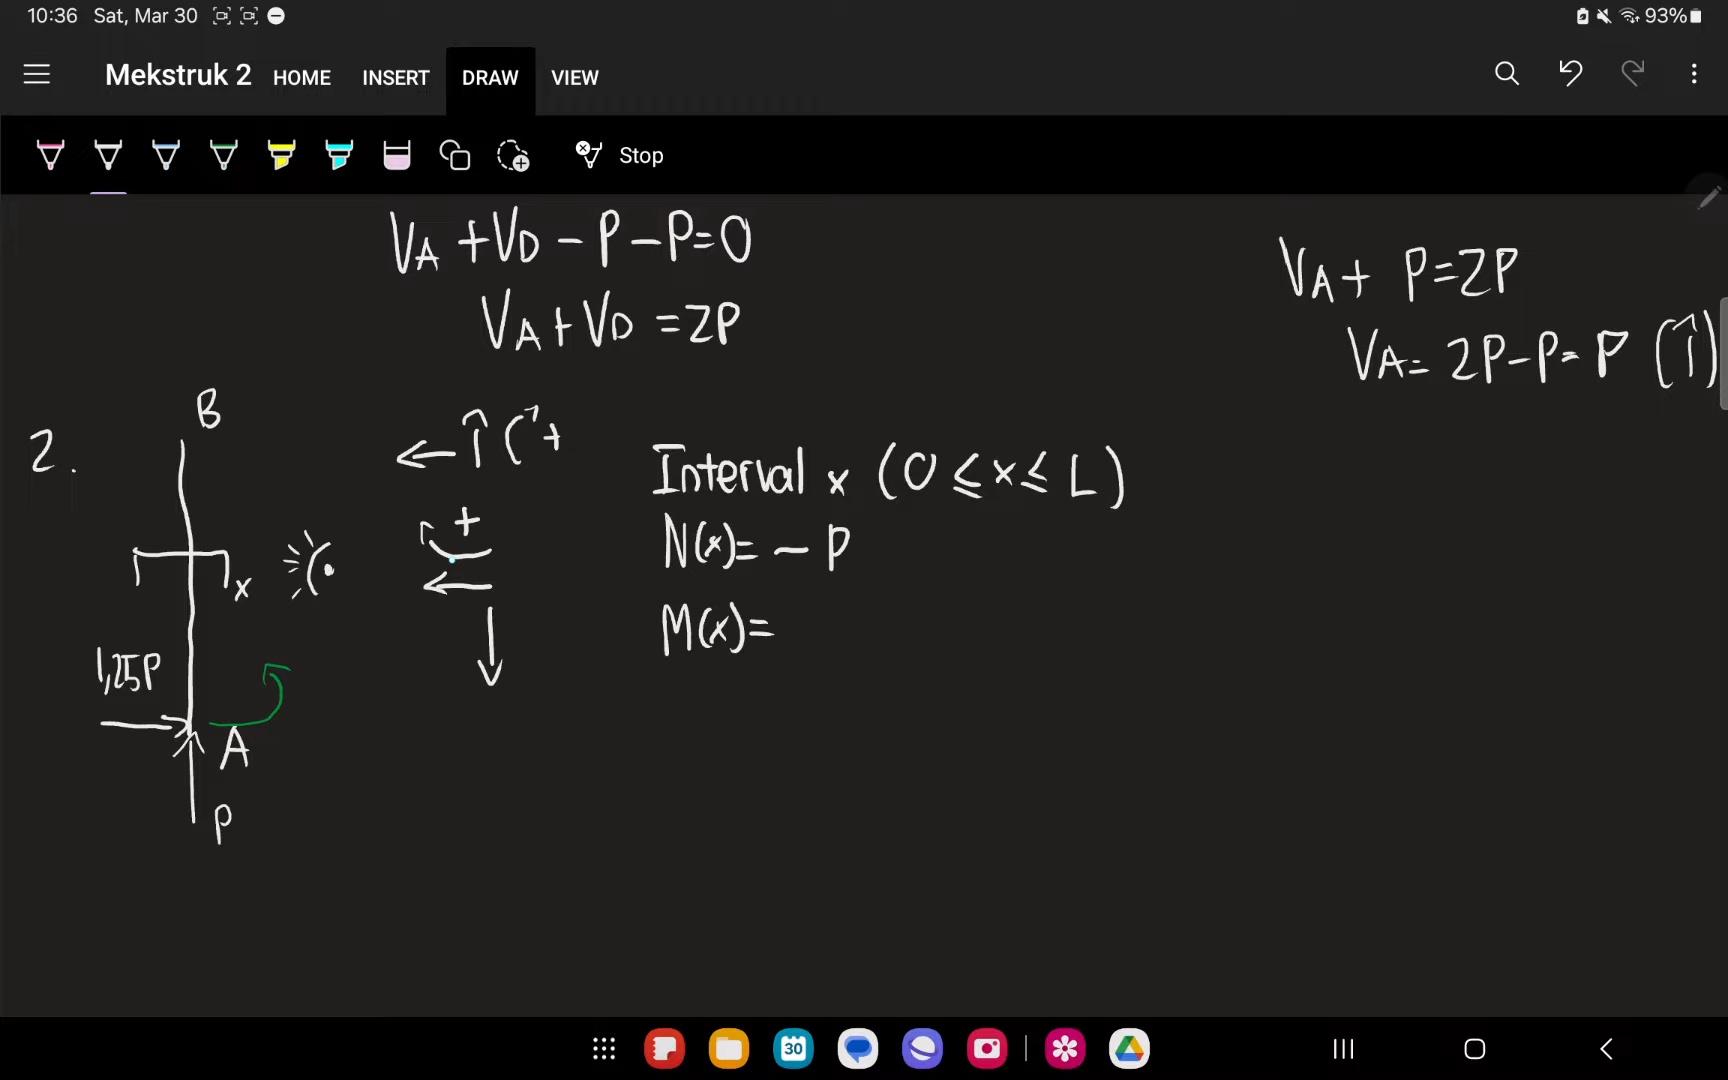 10:36 Sat, Mar 30 93%
Mekstruk 2 HOME INSERT DRAW VIEW
Stop
VA + VD - P - P = 0
VA + VD = 2P
VA + P = 2P
VA = 2P - P = P (↑)
2.
B
← ↑ (↗ +
Interval x (0 ≤ x ≤ L)
+
N(x) = - P
x
M(x) =
1,25P
A
P
30